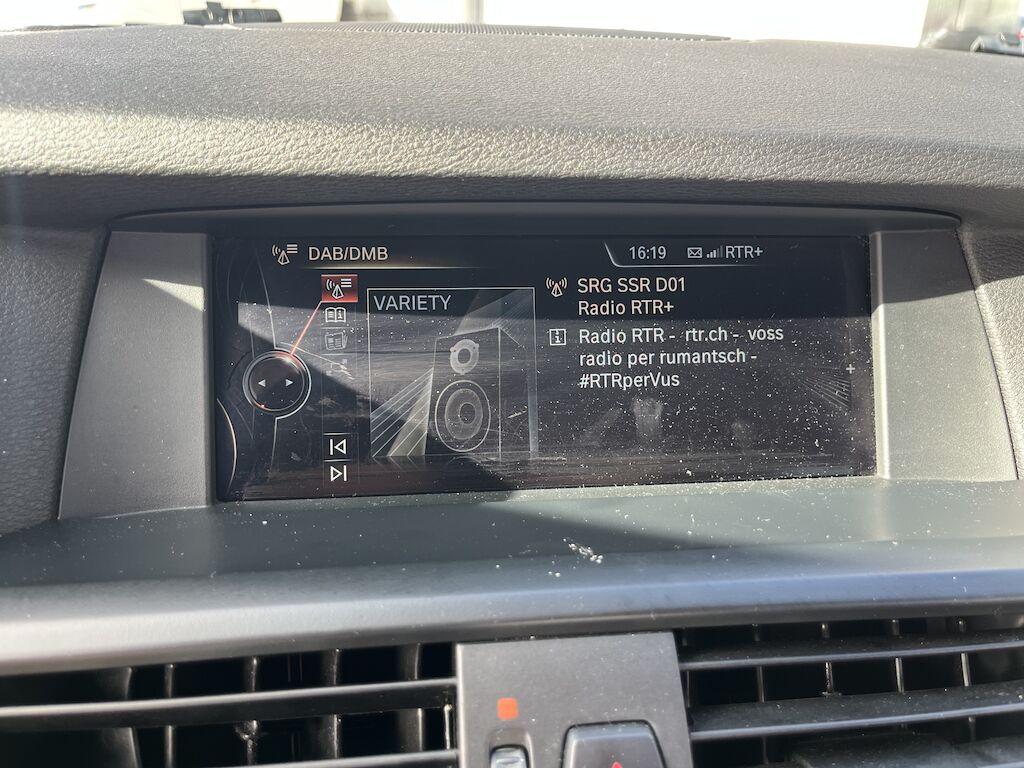 DAB/DMB
16:19 RTR+
VARIETY
SRG SSR D01
Radio RTR+
Radio RTR - rtr.ch - voss
radio per rumantsch -
#RTRperVus